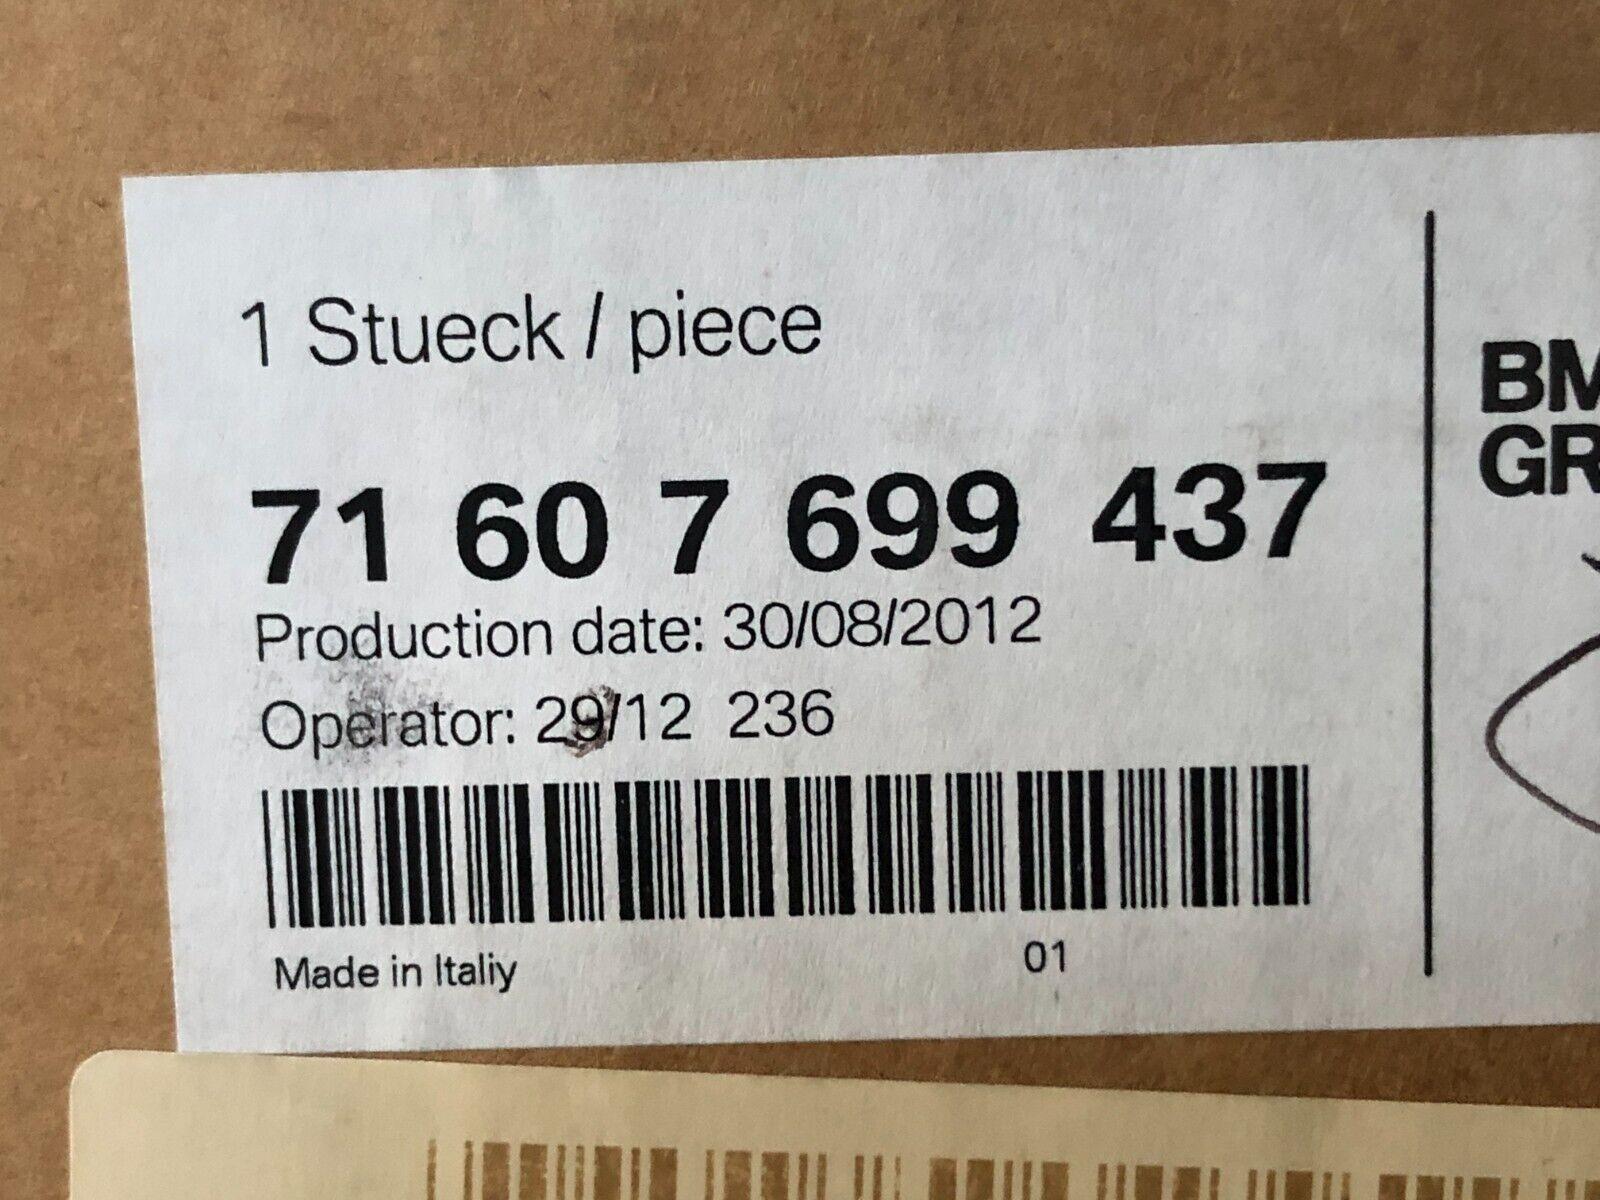 1 Stueck / piece
71 60 7 699 437
Production date: 30/08/2012
Operator: 29/12 236
Made in Italiy
01
BM
GR